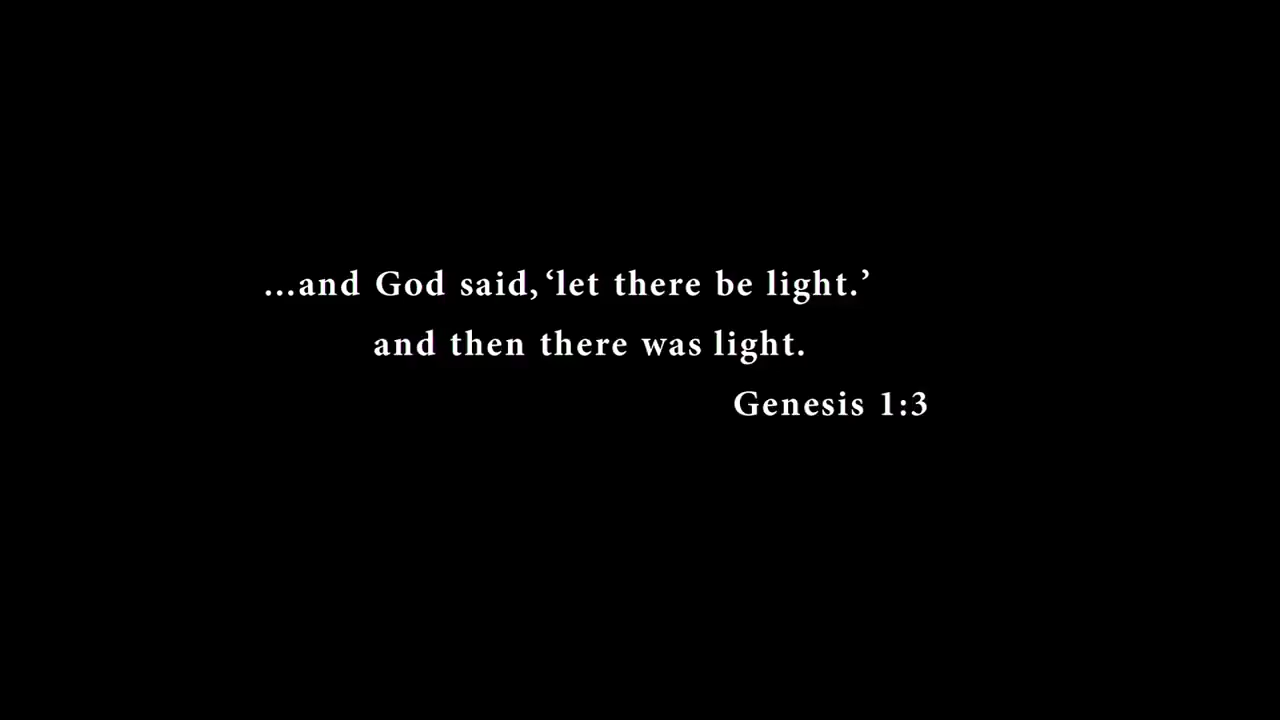 ...and God said, ‘let there be light.’
and then there was light.
Genesis 1:3